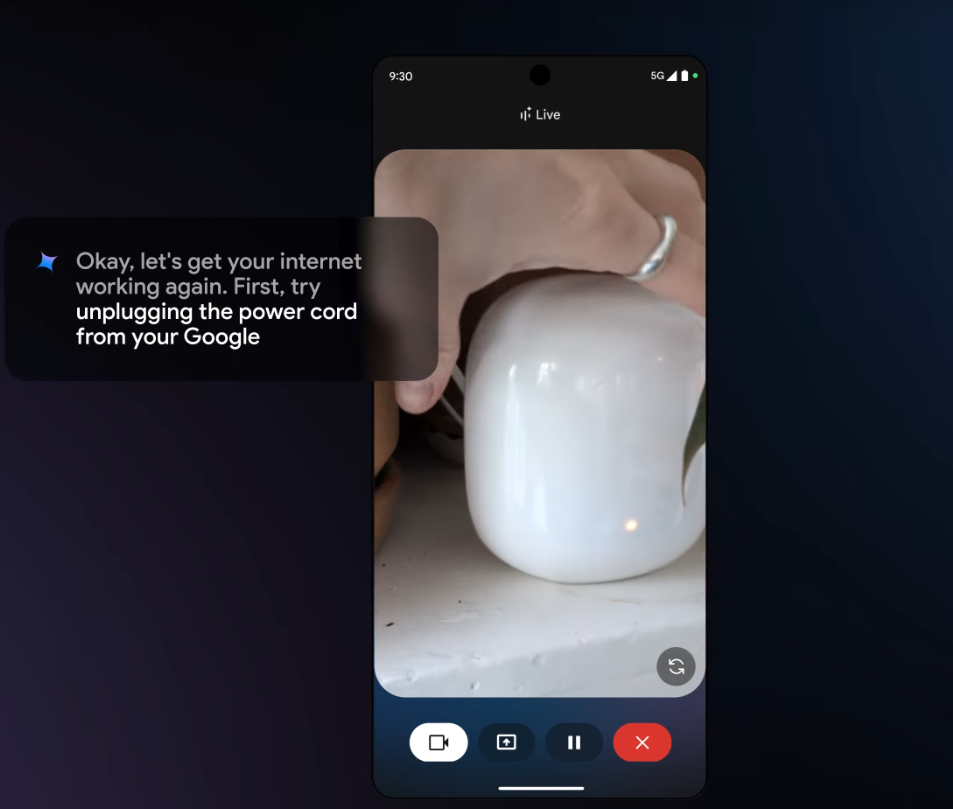 9:30
5G
Live
Okay, let's get your internet
working again. First, try
unplugging the power cord
from your Google